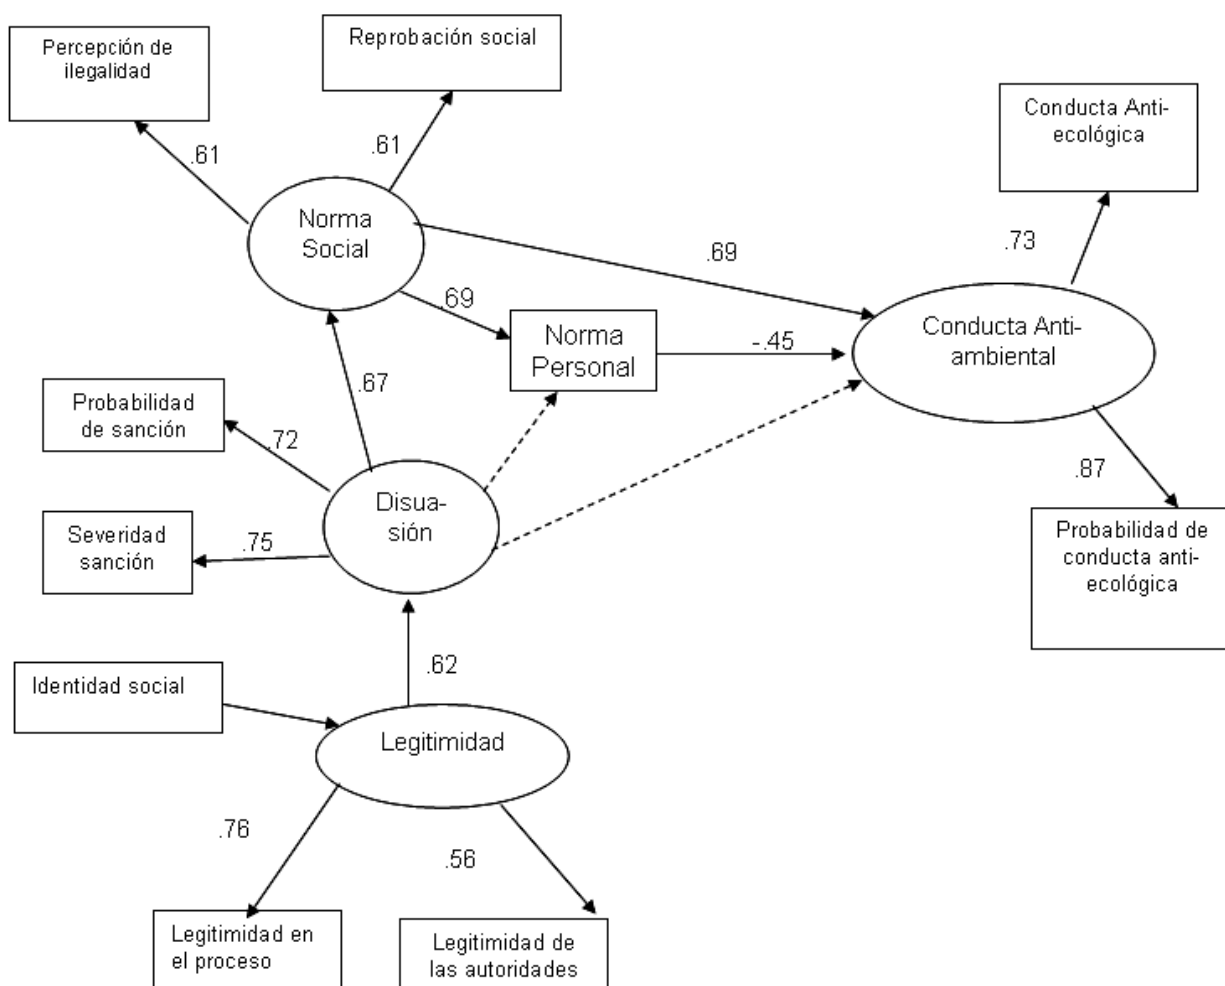 Percepción de
ilegalidad
Reprobación social
Conducta Anti-
ecológica
.61
.61
Norma
Social
.69
.73
.69
Norma
Personal
-.45
Conducta Anti-
ambiental
.67
Probabilidad
de sanción
.72
.87
Disua-
sión
Severidad
sanción
.75
Probabilidad de
conducta anti-
ecológica
.62
Identidad social
Legitimidad
.76
.56
Legitimidad en
el proceso
Legitimidad de
las autoridades